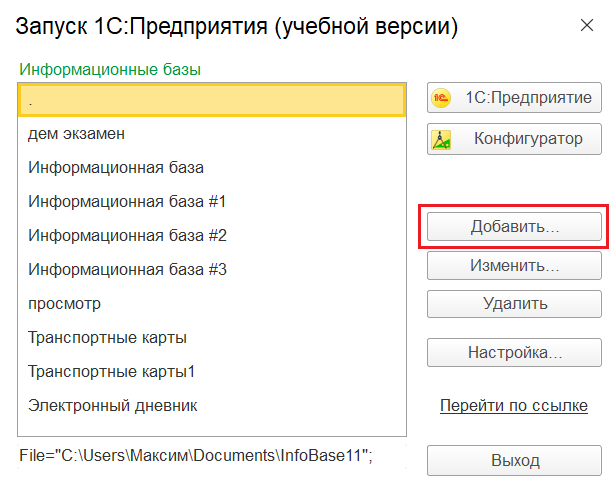 Запуск 1С:Предприятия (учебной версии)
Информационные базы
.
дем экзамен
Информационная база
Информационная база #1
Информационная база #2
Информационная база #3
просмотр
Транспортные карты
Транспортные карты1
Электронный дневник
File="C:\Users\Максим\Documents\InfoBase11";
1С:Предприятие
Конфигуратор
Добавить...
Изменить...
Удалить
Настройка...
Перейти по ссылке
Выход